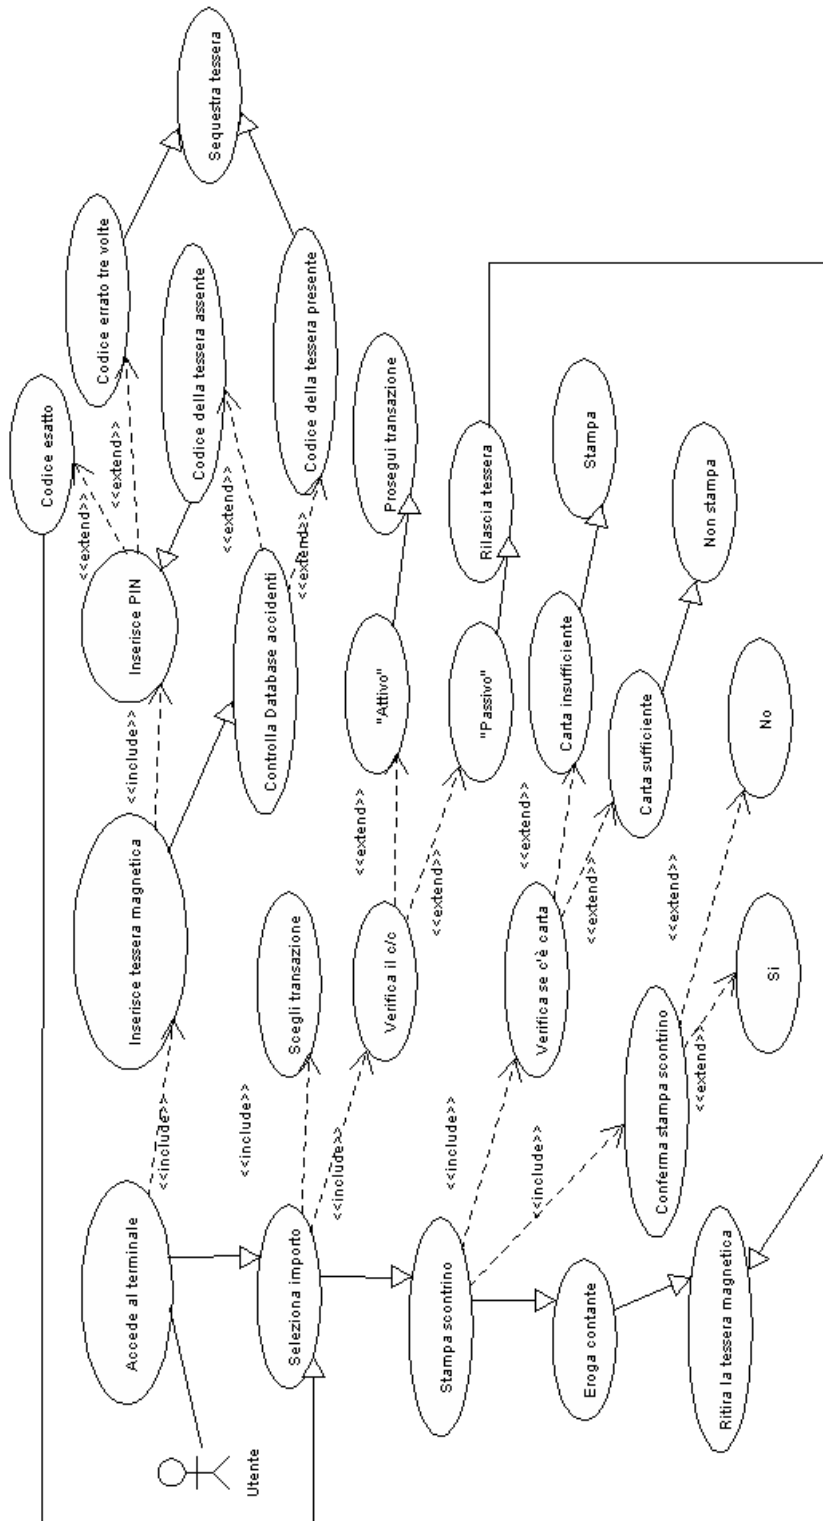 Codice esatto
<<extend>>
Codice errato tre volte
<<extend>>
Accede al terminale
Inserisce tessera magnetica
<<include>>
Inserisce PIN
<<include>>
Codice della tessera assente
Sequestra tessera
<<extend>>
Utente
<<include>>
Controlla Database accidenti
Seleziona importo
Scegli transazione
<<extend>>
Codice della tessera presente
<<include>>
<<extend>>
Verifica il c/c
"Attivo"
Prosegui transazione
<<extend>>
Stampa scontrino
<<include>>
"Passivo"
Rilascia tessera
<<extend>>
<<include>>
Verifica se c'è carta
Carta insufficiente
Eroga contante
<<extend>>
Stampa
Carta sufficiente
Conferma stampa scontrino
<<extend>>
<<extend>>
Non stampa
Ritira la tessera magnetica
Si
No